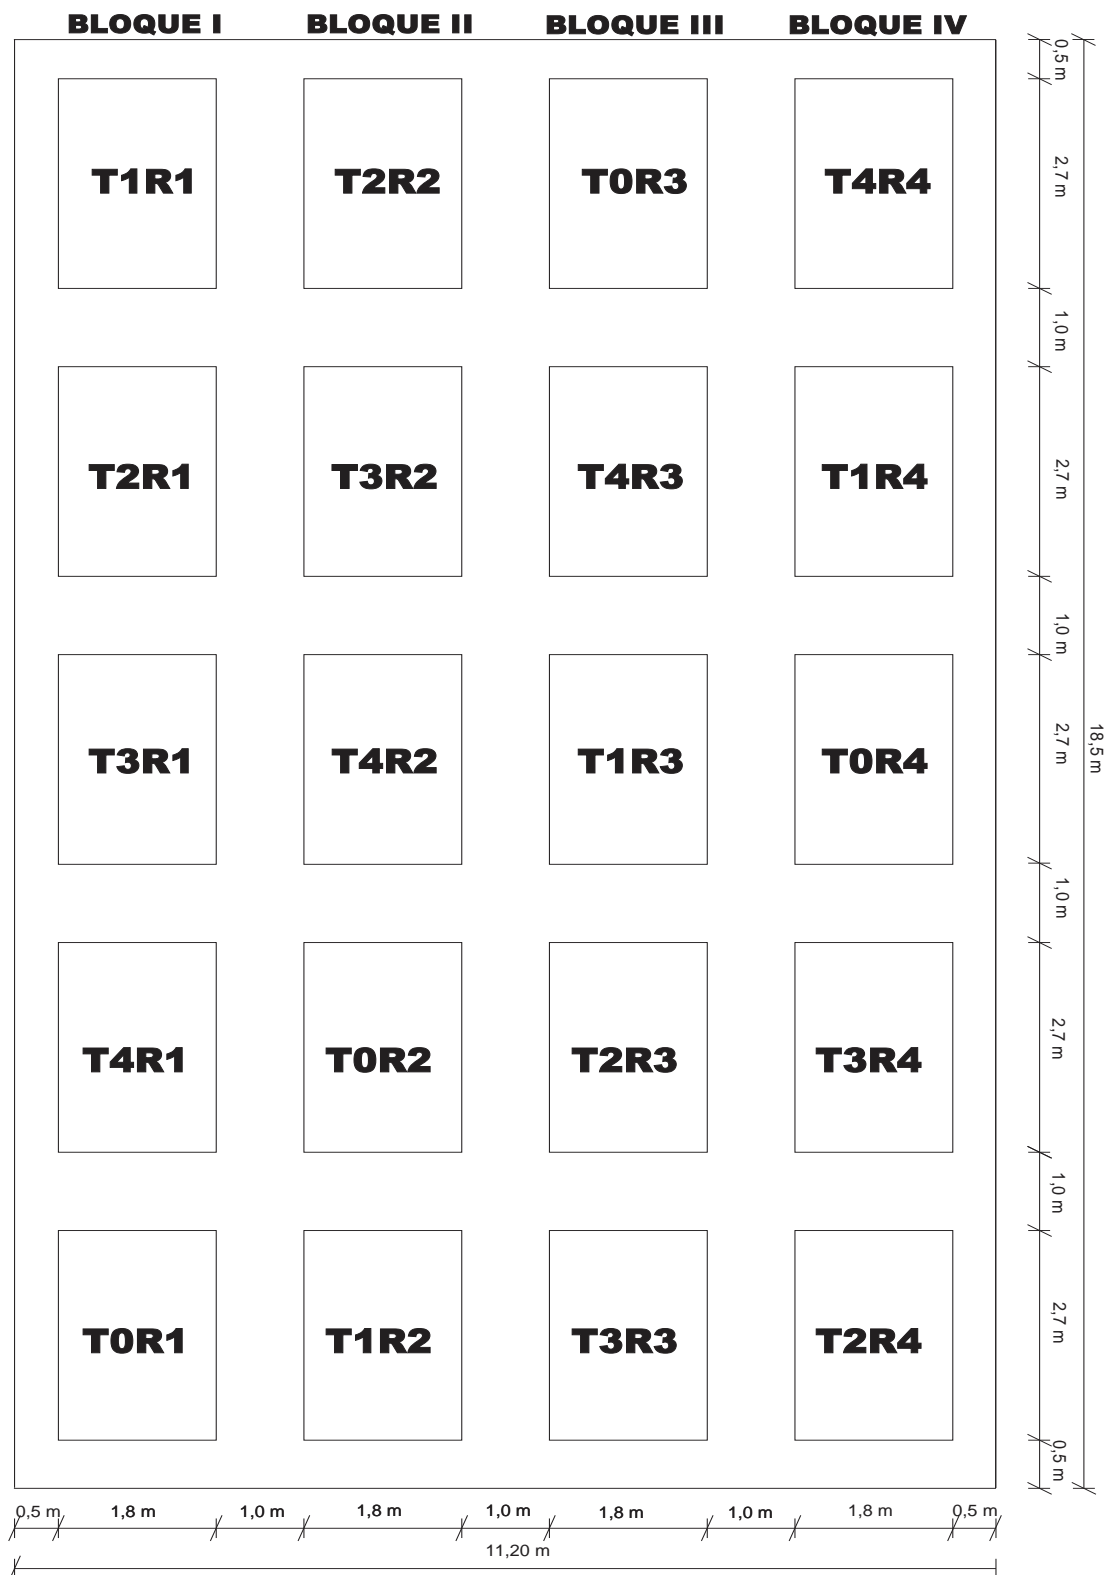 BLOQUE I BLOQUE II BLOQUE III BLOQUE IV
0,5 m
T1R1 T2R2 T0R3 T4R4
2,7 m
1,0 m
T2R1 T3R2 T4R3 T1R4
2,7 m
1,0 m
T3R1 T4R2 T1R3 T0R4
2,7 m
18,5 m
1,0 m
T4R1 T0R2 T2R3 T3R4
2,7 m
1,0 m
T0R1 T1R2 T3R3 T2R4
2,7 m
0,5 m
0,5 m 1,8 m 1,0 m 1,8 m 1,0 m 1,8 m 1,0 m 1,8 m 0,5 m
11,20 m